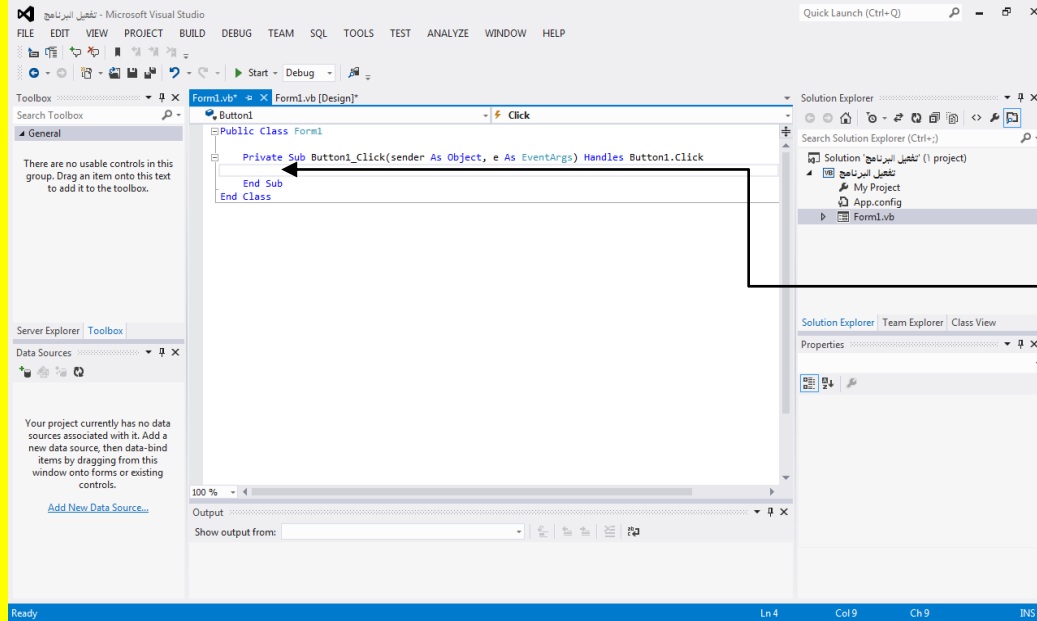 تفعيل البرنامج - Microsoft Visual Studio
Quick Launch (Ctrl+Q)
FILE EDIT VIEW PROJECT BUILD DEBUG TEAM SQL TOOLS TEST ANALYZE WINDOW HELP
Start Debug
Toolbox
Search Toolbox
General
There are no usable controls in this
group. Drag an item onto this text
to add it to the toolbox.
Server Explorer Toolbox
Data Sources
Your project currently has no data
sources associated with it. Add a
new data source, then data-bind
items by dragging from this
window onto forms or existing
controls.
Add New Data Source...
Form1.vb* Form1.vb [Design]*
Button1 Click
Public Class Form1
Private Sub Button1_Click(sender As Object, e As EventArgs) Handles Button1.Click
End Sub
End Class
100 %
Output
Show output from:
Solution Explorer
Search Solution Explorer (Ctrl+;)
Solution 'تفعيل البرنامج' (١ project)
تفعيل البرنامج
My Project
App.config
Form1.vb
Solution Explorer Team Explorer Class View
Properties
Ready Ln 4 Col 9 Ch 9 INS